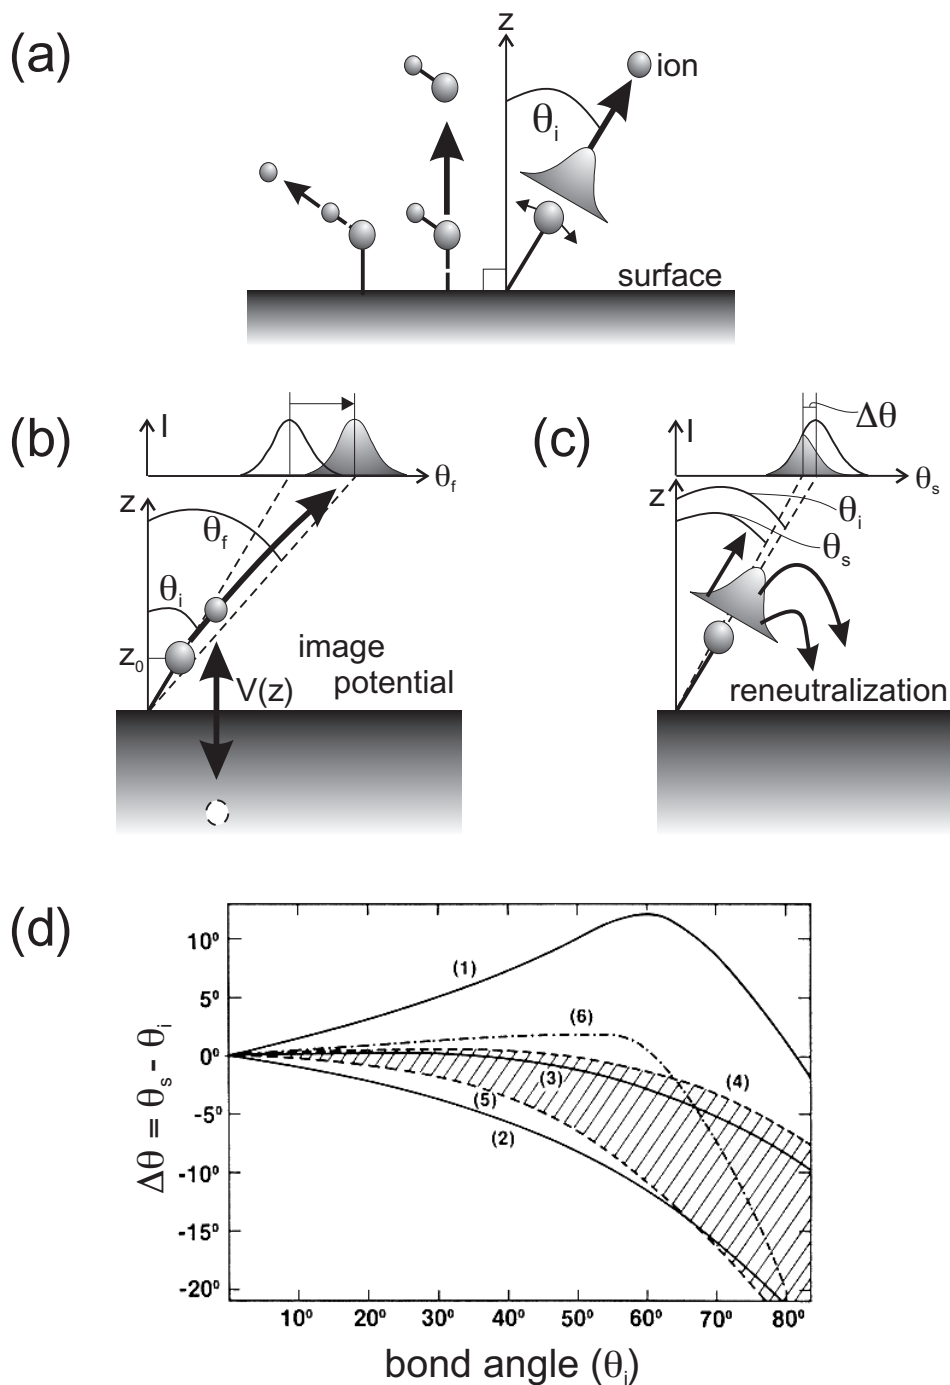 (a)
z
ion
θi
surface
(b)
I
θf
z
θf
θi
z0
V(z)
image
potential
(c)
I
Δθ
θs
z
θi
θs
reneutralization
(d)
Δθ = θs - θi
10°
5°
0°
-5°
-10°
-15°
-20°
(1)
(6)
(3)
(4)
(5)
(2)
10° 20° 30° 40° 50° 60° 70° 80°
bond angle (θi)